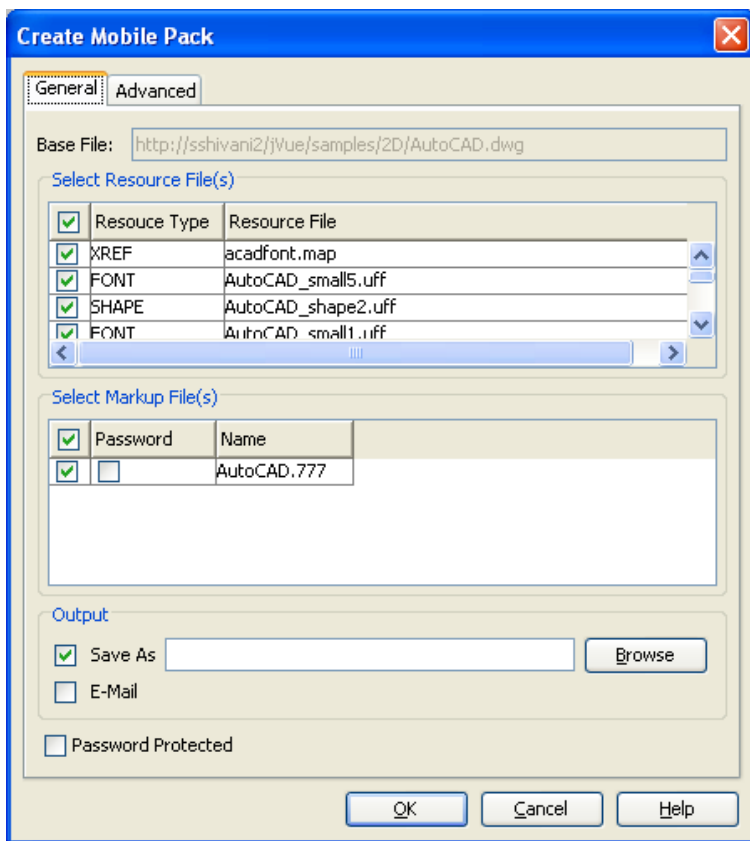 Create Mobile Pack
General Advanced
Base File: http://sshivani2/jVue/samples/2D/AutoCAD.dwg
Select Resource File(s)
Resouce Type Resource File
XREF acadfont.map
FONT AutoCAD_small5.uff
SHAPE AutoCAD_shape2.uff
FONT AutoCAD_small1.uff
Select Markup File(s)
Password Name
AutoCAD.777
Output
Save As Browse
E-Mail
Password Protected
OK Cancel Help